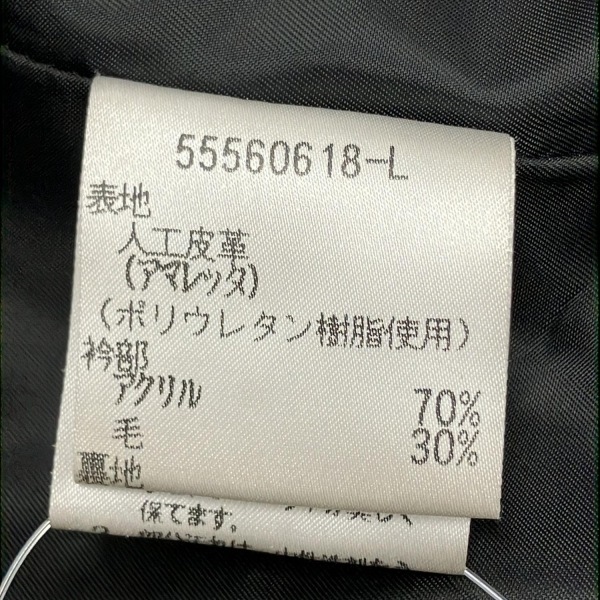 55560618-L
表地
人工皮革
(アマレッタ)
(ポリウレタン樹脂使用)
衿部
アクリル 70%
毛 30%
裏地
保てます。